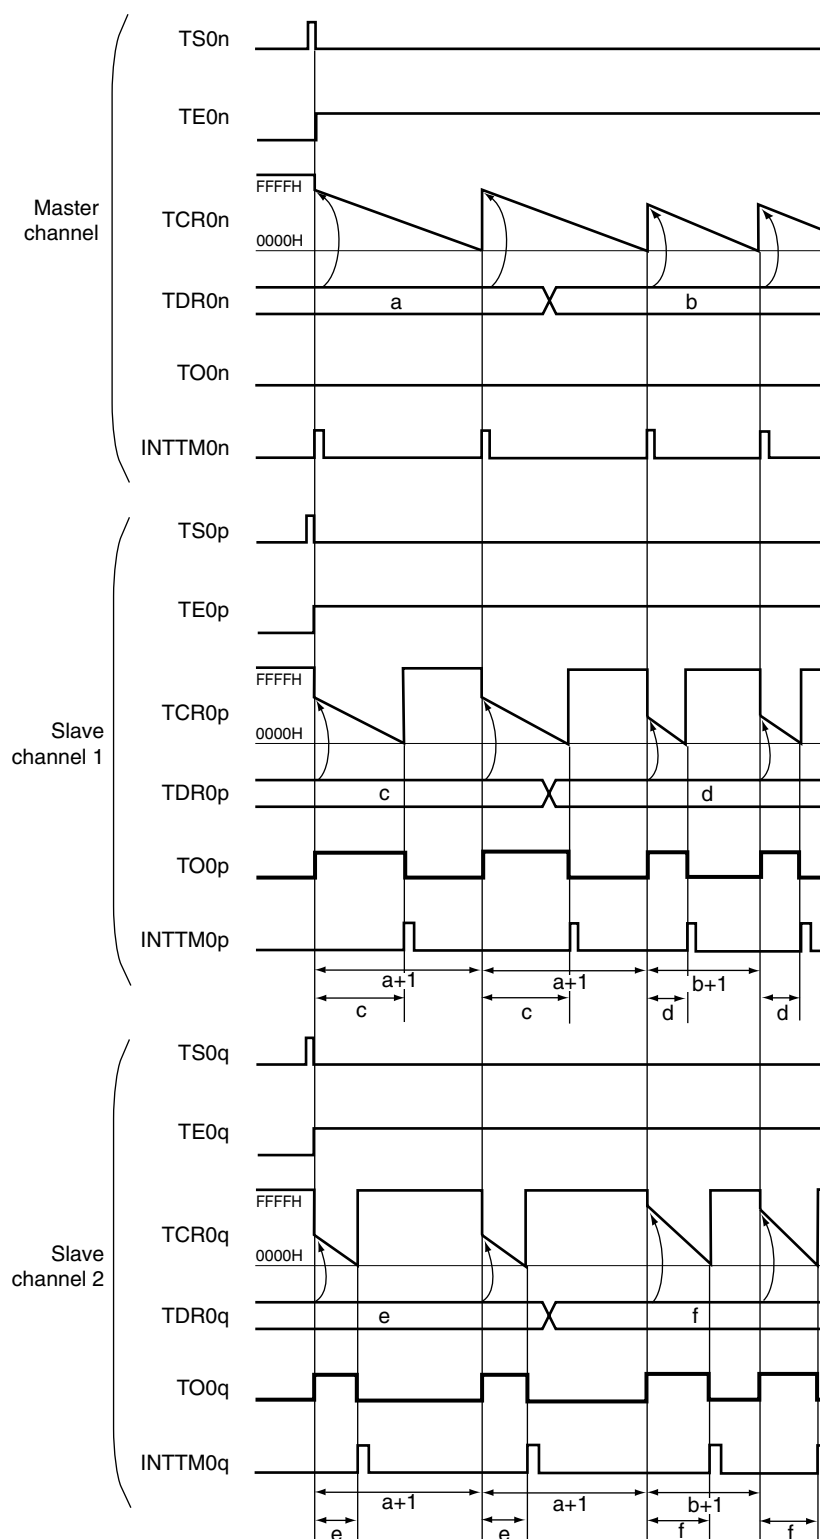 TS0n
TE0n
Master
channel
FFFFH
TCR0n
0000H
TDR0n
a
b
TO0n
INTTM0n
TS0p
TE0p
Slave
channel 1
FFFFH
TCR0p
0000H
TDR0p
c
d
TO0p
INTTM0p
a+1
a+1
b+1
c
c
d
d
TS0q
TE0q
Slave
channel 2
FFFFH
TCR0q
0000H
TDR0q
e
f
TO0q
INTTM0q
a+1
a+1
b+1
e
e
f
f